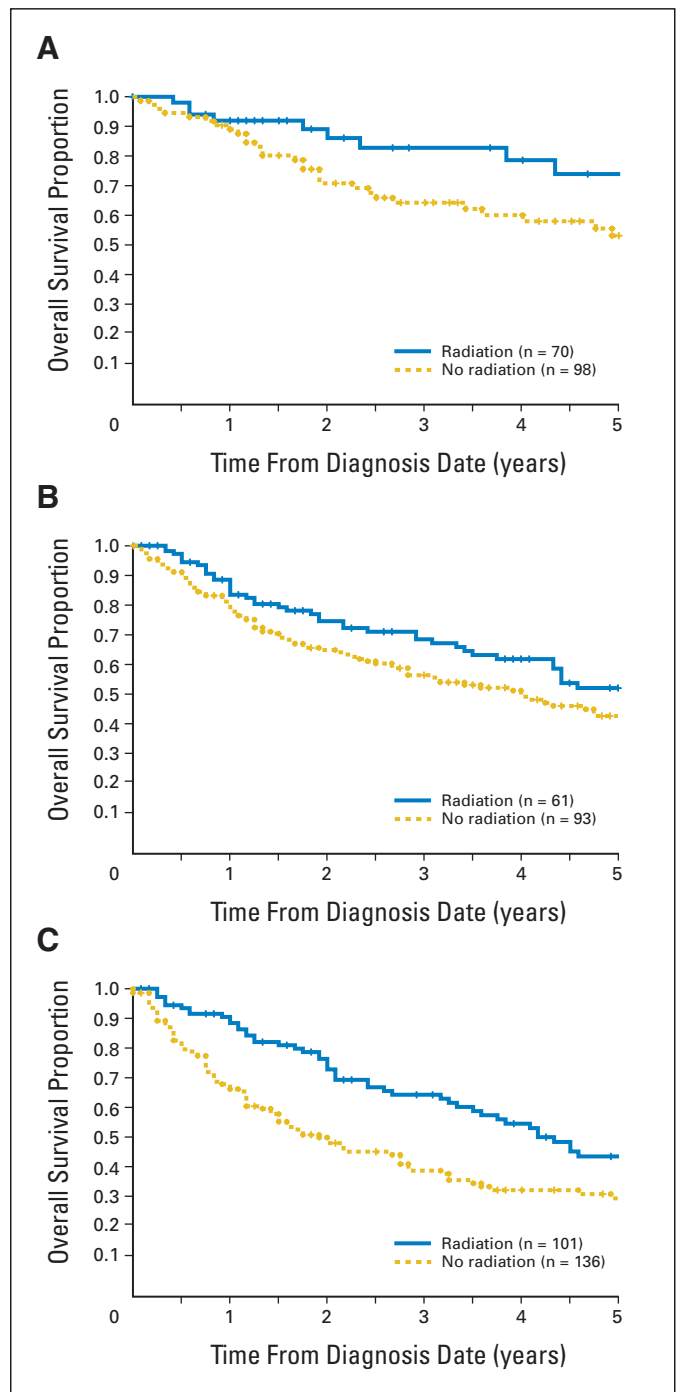 A
Overall Survival Proportion
1.0
0.9
0.8
0.7
0.6
0.5
0.4
0.3
0.2
0.1
Radiation (n = 70)
No radiation (n = 98)
0 1 2 3 4 5
Time From Diagnosis Date (years)
B
Overall Survival Proportion
1.0
0.9
0.8
0.7
0.6
0.5
0.4
0.3
0.2
0.1
Radiation (n = 61)
No radiation (n = 93)
0 1 2 3 4 5
Time From Diagnosis Date (years)
C
Overall Survival Proportion
1.0
0.9
0.8
0.7
0.6
0.5
0.4
0.3
0.2
0.1
Radiation (n = 101)
No radiation (n = 136)
0 1 2 3 4 5
Time From Diagnosis Date (years)